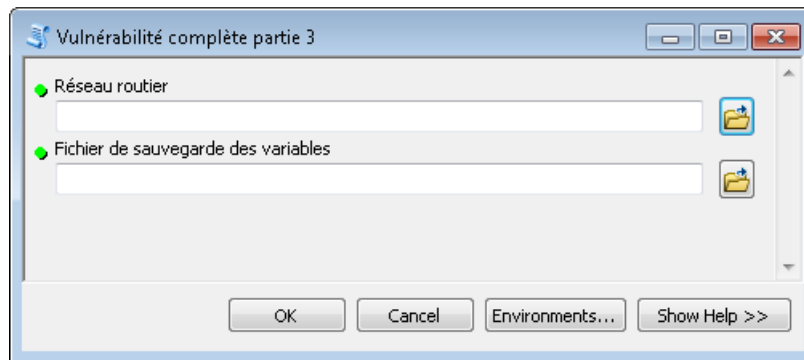 Vulnérabilité complète partie 3
Réseau routier
Fichier de sauvegarde des variables
OK Cancel Environments... Show Help >>